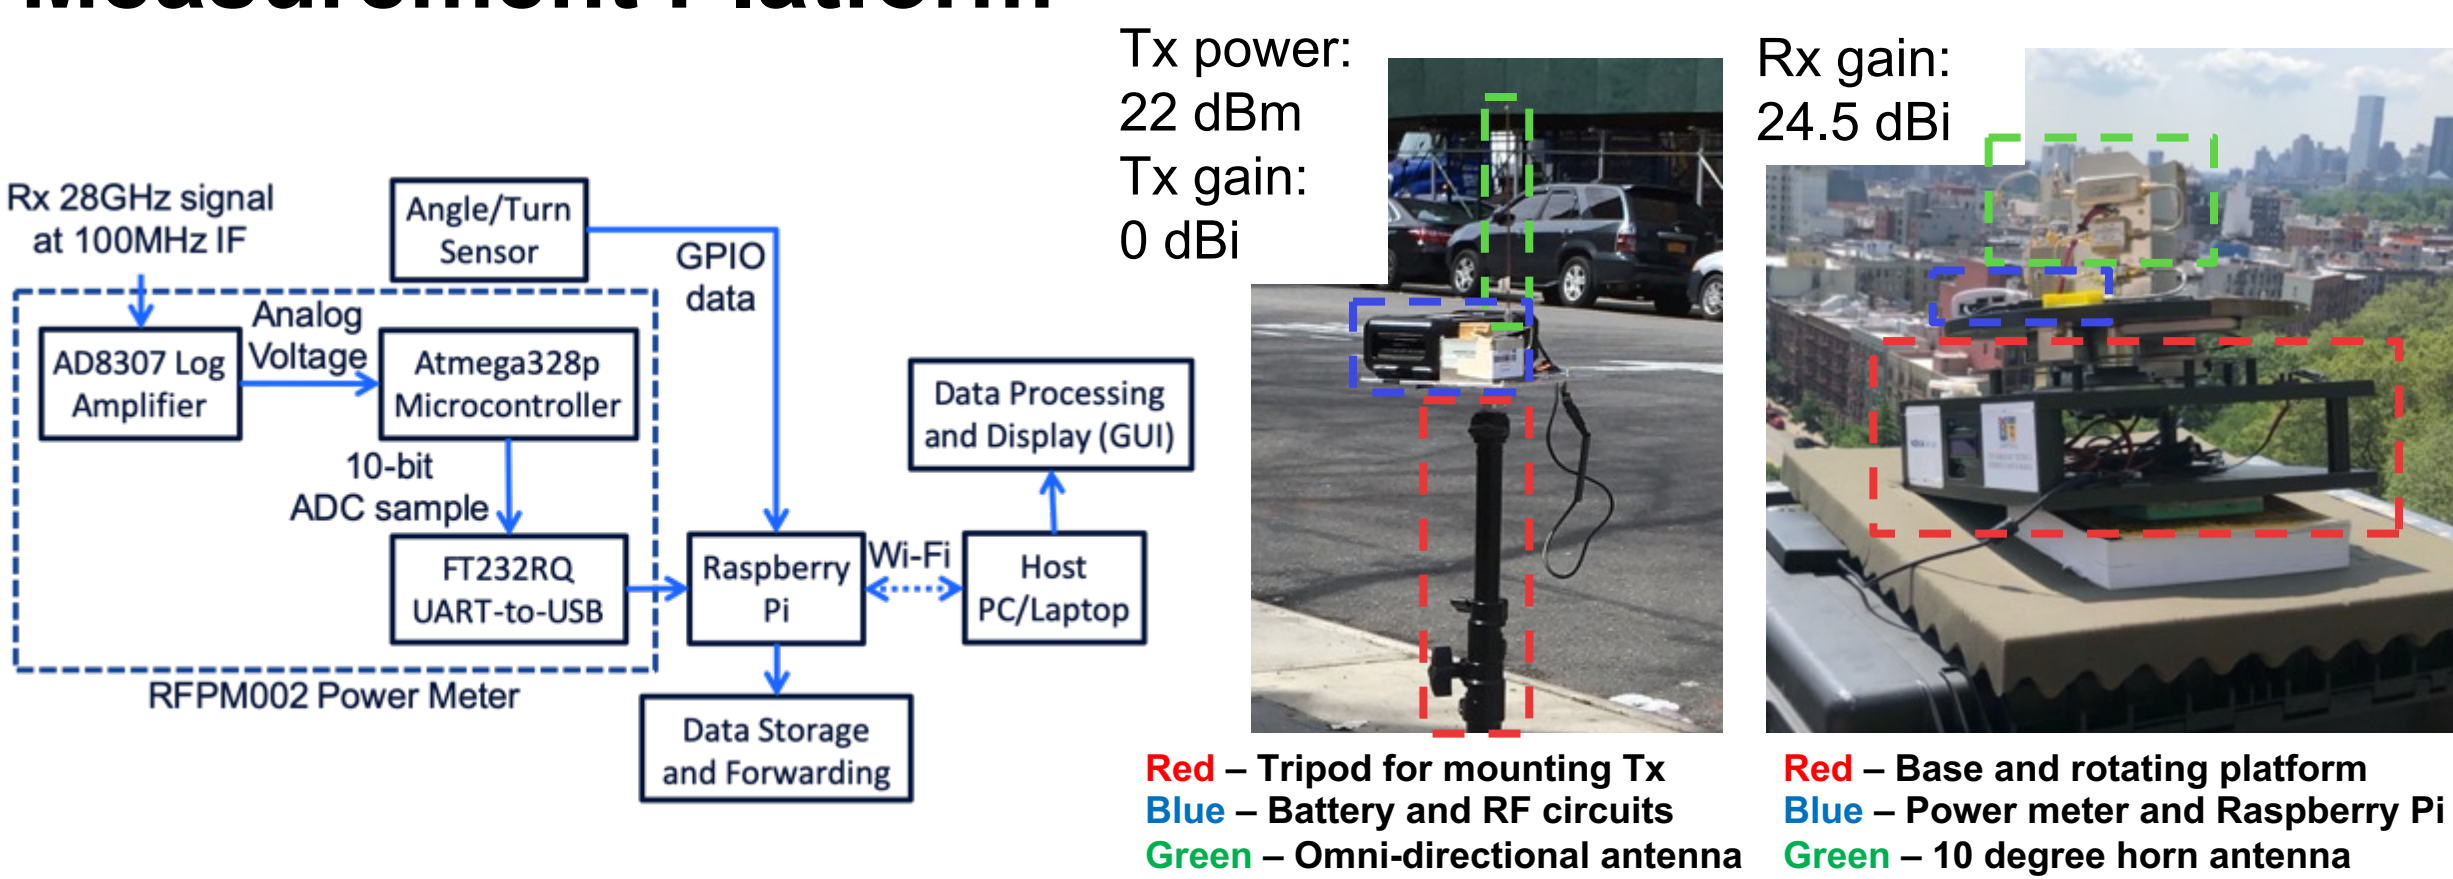 Measurement Platform
Rx 28GHz signal
at 100MHz IF
Angle/Turn
Sensor
GPIO
data
Analog
Voltage
AD8307 Log
Amplifier
Atmega328p
Microcontroller
10-bit
ADC sample
FT232RQ
UART-to-USB
RFPM002 Power Meter
Raspberry
Pi
Wi-Fi
Host
PC/Laptop
Data Processing
and Display (GUI)
Data Storage
and Forwarding
Tx power:
22 dBm
Tx gain:
0 dBi
Rx gain:
24.5 dBi
Red – Tripod for mounting Tx
Blue – Battery and RF circuits
Green – Omni-directional antenna
Red – Base and rotating platform
Blue – Power meter and Raspberry Pi
Green – 10 degree horn antenna